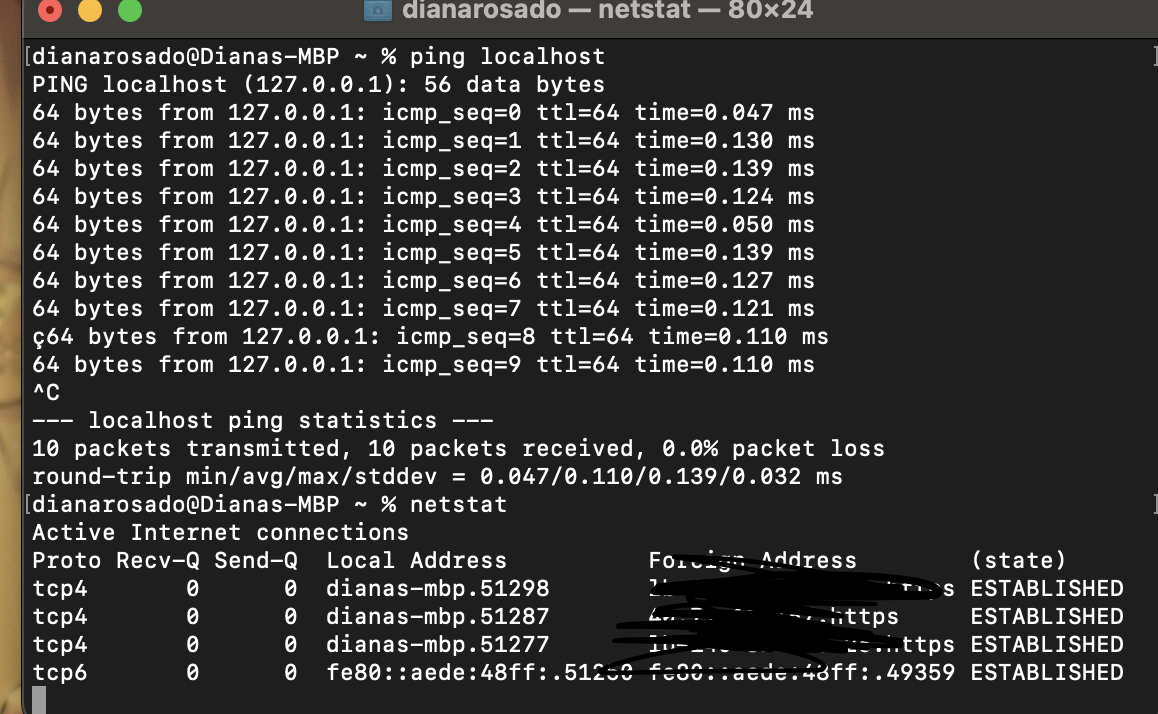 dianarosado — netstat — 80×24
[dianarosado@Dianas-MBP ~ % ping localhost ]
PING localhost (127.0.0.1): 56 data bytes
64 bytes from 127.0.0.1: icmp_seq=0 ttl=64 time=0.047 ms
64 bytes from 127.0.0.1: icmp_seq=1 ttl=64 time=0.130 ms
64 bytes from 127.0.0.1: icmp_seq=2 ttl=64 time=0.139 ms
64 bytes from 127.0.0.1: icmp_seq=3 ttl=64 time=0.124 ms
64 bytes from 127.0.0.1: icmp_seq=4 ttl=64 time=0.050 ms
64 bytes from 127.0.0.1: icmp_seq=5 ttl=64 time=0.139 ms
64 bytes from 127.0.0.1: icmp_seq=6 ttl=64 time=0.127 ms
64 bytes from 127.0.0.1: icmp_seq=7 ttl=64 time=0.121 ms
ç64 bytes from 127.0.0.1: icmp_seq=8 ttl=64 time=0.110 ms
64 bytes from 127.0.0.1: icmp_seq=9 ttl=64 time=0.110 ms
^C
--- localhost ping statistics ---
10 packets transmitted, 10 packets received, 0.0% packet loss
round-trip min/avg/max/stddev = 0.047/0.110/0.139/0.032 ms
[dianarosado@Dianas-MBP ~ % netstat ]
Active Internet connections
Proto Recv-Q Send-Q Local Address Foreign Address (state)
tcp4 0 0 dianas-mbp.51298 ESTABLISHED
tcp4 0 0 dianas-mbp.51287 .https ESTABLISHED
tcp4 0 0 dianas-mbp.51277 .https ESTABLISHED
tcp6 0 0 fe80::aede:48ff:.49359 ESTABLISHED